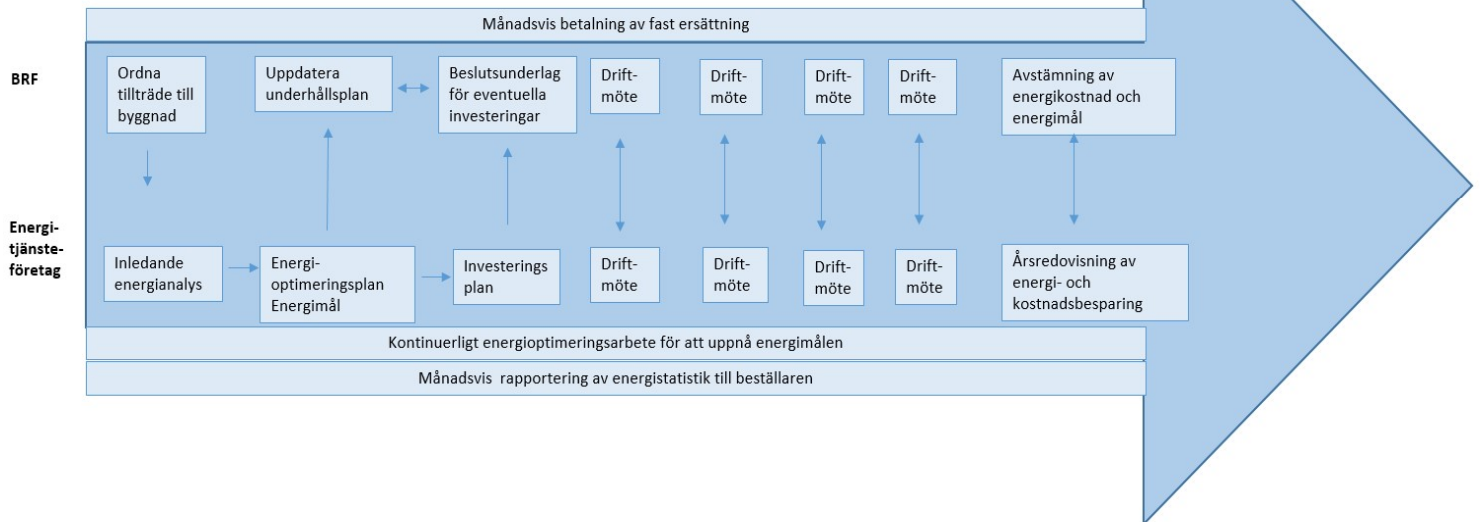 Månadsvis betalning av fast ersättning
BRF
Ordna
tillträde till
byggnad
Uppdatera
underhållsplan
Beslutsunderlag
för eventuella
investeringar
Drift-
möte
Drift-
möte
Drift-
möte
Drift-
möte
Avstämning av
energikostnad och
energimål
Energi-
tjänste-
företag
Inledande
energianalys
Energi-
optimeringsplan
Energimål
Investerings
plan
Drift-
möte
Drift-
möte
Drift-
möte
Drift-
möte
Årsredovisning av
energi- och
kostnadsbesparing
Kontinuerligt energioptimeringsarbete för att uppnå energimålen
Månadsvis  rapportering av energistatistik till beställaren